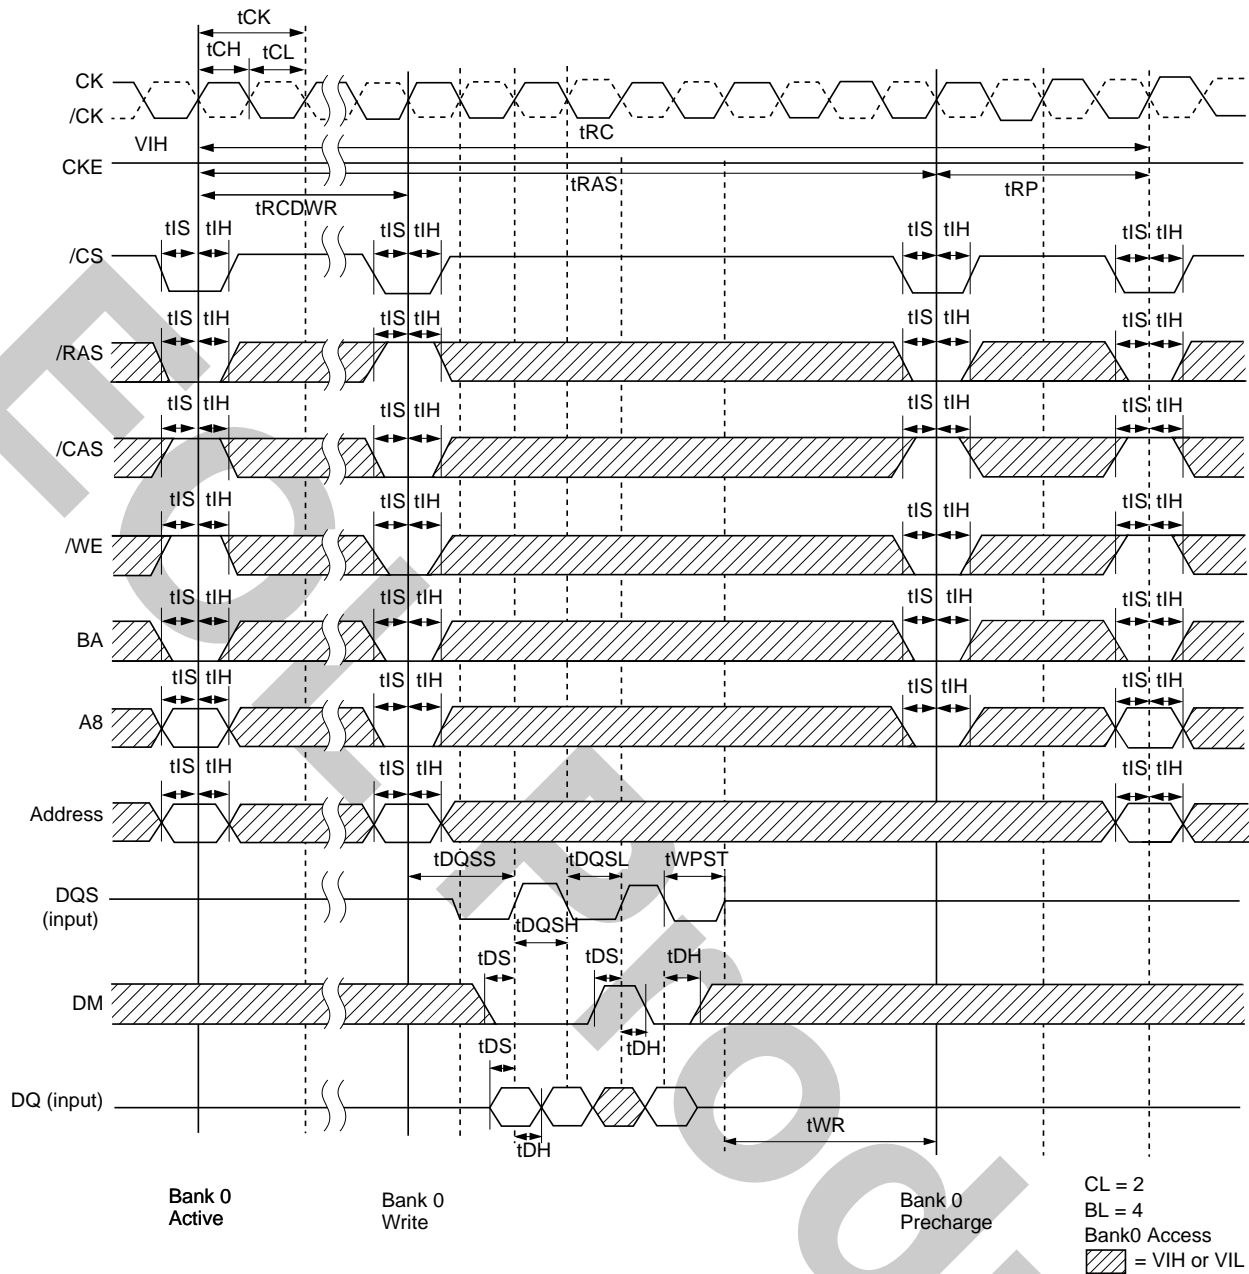 tCK
tCH tCL
CK
/CK
VIH
tRC
CKE
tRAS
tRP
tRCDWR
tIS tIH tIS tIH tIS tIH tIS tIH
/CS
tIS tIH tIS tIH tIS tIH tIS tIH
/RAS
tIS tIH tIS tIH tIS tIH tIS tIH
/CAS
tIS tIH tIS tIH tIS tIH tIS tIH
/WE
tIS tIH tIS tIH tIS tIH tIS tIH
BA
tIS tIH tIS tIH tIS tIH tIS tIH
A8
tIS tIH tIS tIH tIS tIH
Address
tDQSS tDQSL tWPST
DQS
(input)
tDQSH
tDS tDS tDH
DM
tDH
tDS
DQ (input)
tDH
tWR
Bank 0
Active
Bank 0
Write
Bank 0
Precharge
CL = 2
BL = 4
Bank0 Access
= VIH or VIL
EOL Prod